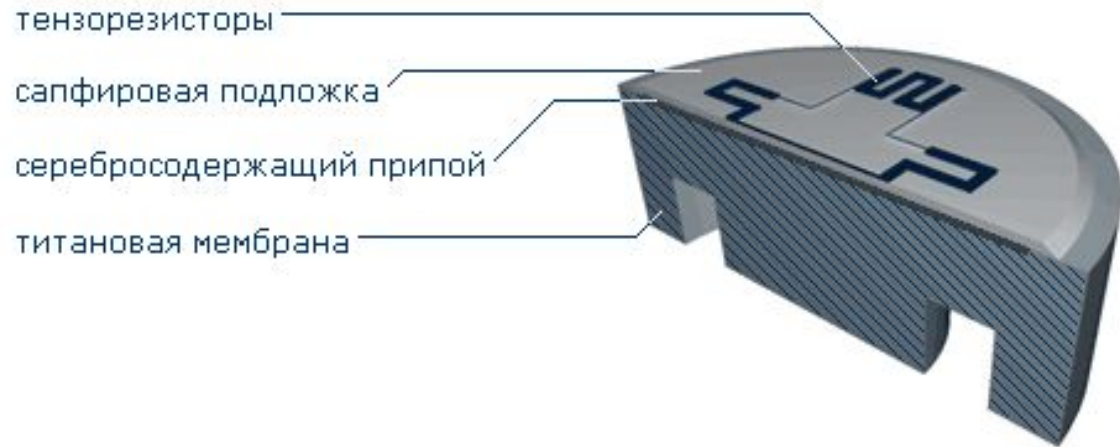 тензорезисторы
сапфировая подложка
серебросодержащий припой
титановая мембрана